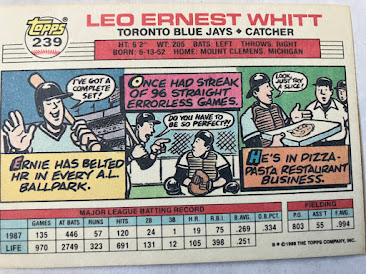 TOPPS
239
LEO ERNEST WHITT
TORONTO BLUE JAYS • CATCHER
HT: 6'2" WT: 205 BATS: LEFT THROWS: RIGHT
BORN: 6-13-52 HOME: MOUNT CLEMENS, MICHIGAN
I'VE GOT A
COMPLETE
SET!
ERNIE HAS BELTED
HR IN EVERY A.L.
BALLPARK.
ONCE HAD STREAK
OF 96 STRAIGHT
ERRORLESS GAMES.
DO YOU HAVE TO
BE SO PERFECT?!
LOOK,
JUST TRY
A SLICE!
HE'S IN PIZZA-
PASTA RESTAURANT
BUSINESS.
MAJOR LEAGUE BATTING RECORD FIELDING
GAMES AT BATS RUNS HITS 2B 3B H.R. R.B.I. SB AVG. O.B.PCT. P.O. ASS'T AVG.
1987 135 446 57 120 24 1 19 75 0 .269 .334 803 55 .994
LIFE 970 2749 323 691 131 12 105 398 .251
B* © 1988 THE TOPPS COMPANY, INC.